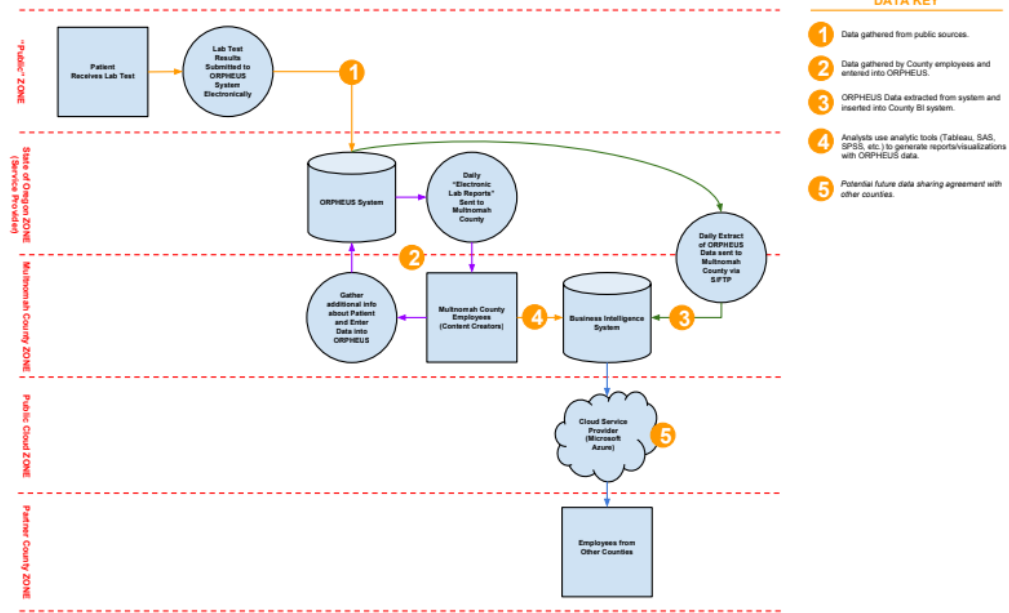 DATA KEY
"Public" ZONE
Patient
Receives Lab Test
Lab Test
Results
Submitted to
ORPHEUS
System
Electronically
1
1
Data gathered from public sources.
2
Data gathered by County employees and
entered into ORPHEUS.
3
ORPHEUS Data extracted from system and
inserted into County BI system.
4
Analysts use analytic tools (Tableau, SAS,
SPSS, etc.) to generate reports/visualizations
with ORPHEUS data.
5
Potential future data sharing agreement with
other counties.
State of Oregon ZONE
(Service Provider)
ORPHEUS System
Daily
"Electronic
Lab Reports"
Sent to
Multnomah
County
Daily Extract
of ORPHEUS
Data sent to
Multnomah
County via
S/FTP
2
Multnomah County ZONE
Gather
additional info
about Patient
and Enter
Data into
ORPHEUS
Multnomah County
Employees
(Content Creators)
4
Business Intelligence
System
3
Public Cloud ZONE
Cloud Service
Provider
(Microsoft
Azure)
5
Partner County ZONE
Employees from
Other Counties